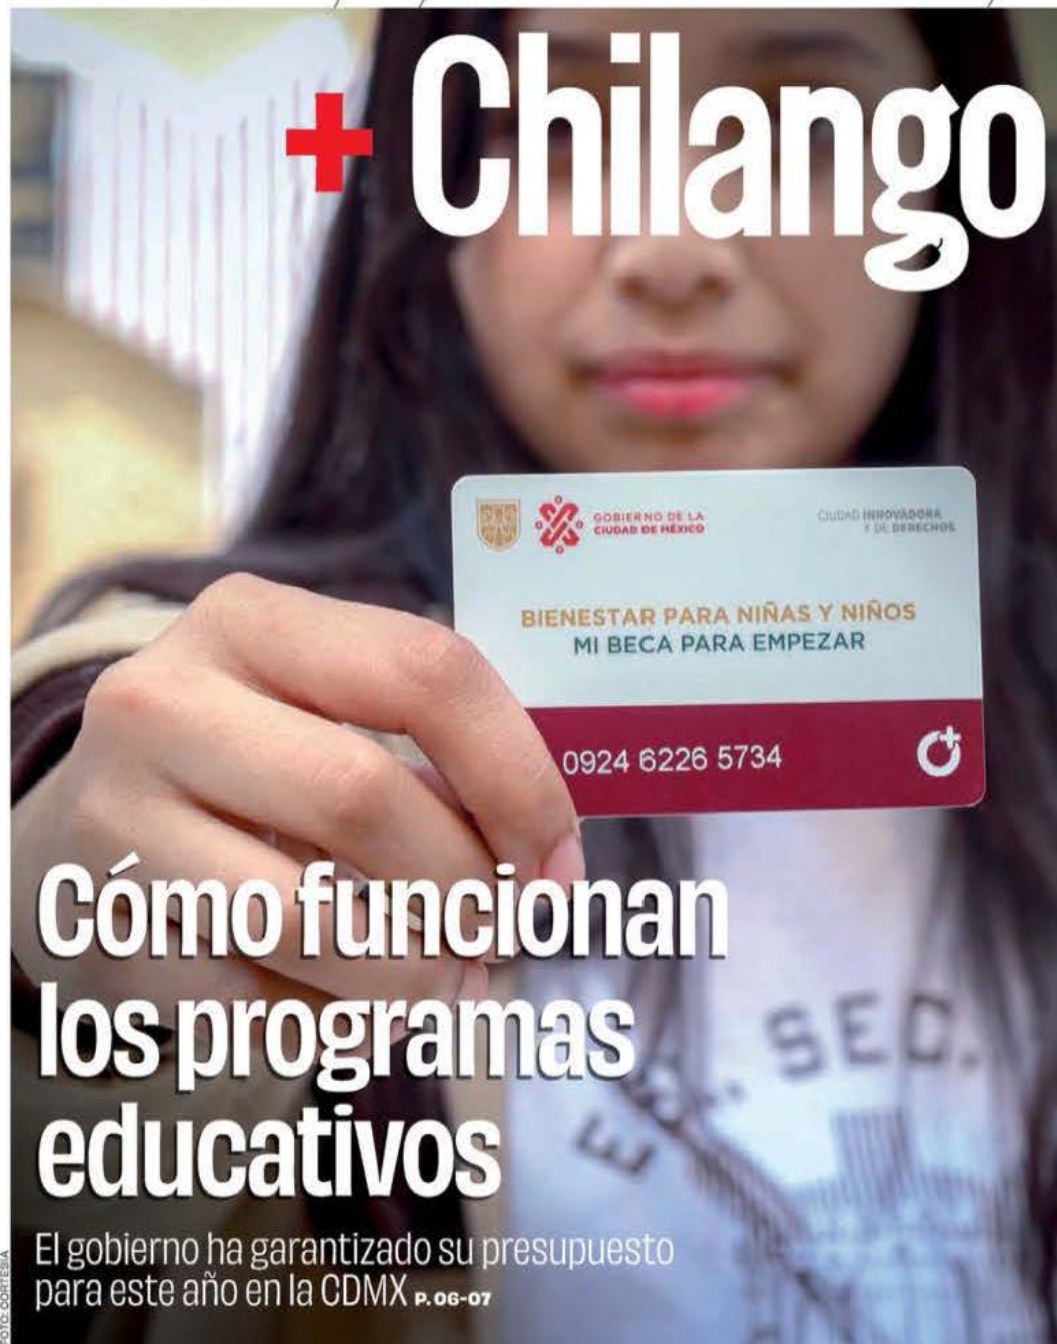 + Chilango
GOBIERNO DE LA
CIUDAD DE MÉXICO
CIUDAD INNOVADORA
Y DE DERECHOS
BIENESTAR PARA NIÑAS Y NIÑOS
MI BECA PARA EMPEZAR
0924 6226 5734
ESC. SEC.
Cómo funcionan
los programas
educativos
El gobierno ha garantizado su presupuesto
para este año en la CDMX P. 06-07
FOTO: CORTESÍA